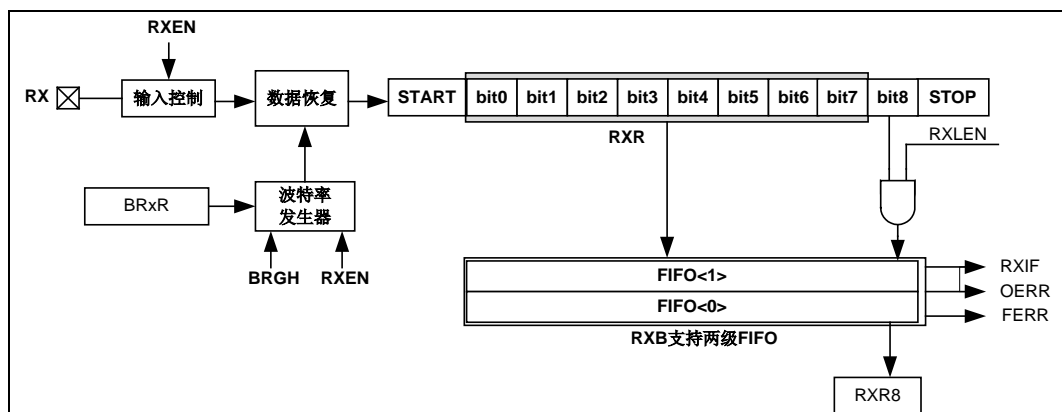 RXEN
RX
输入控制
数据恢复
START bit0 bit1 bit2 bit3 bit4 bit5 bit6 bit7 bit8 STOP
RXR
RXLEN
BRxR
波特率
发生器
BRGH
RXEN
FIFO<1>
FIFO<0>
RXIF
OERR
FERR
RXB支持两级FIFO
RXR8